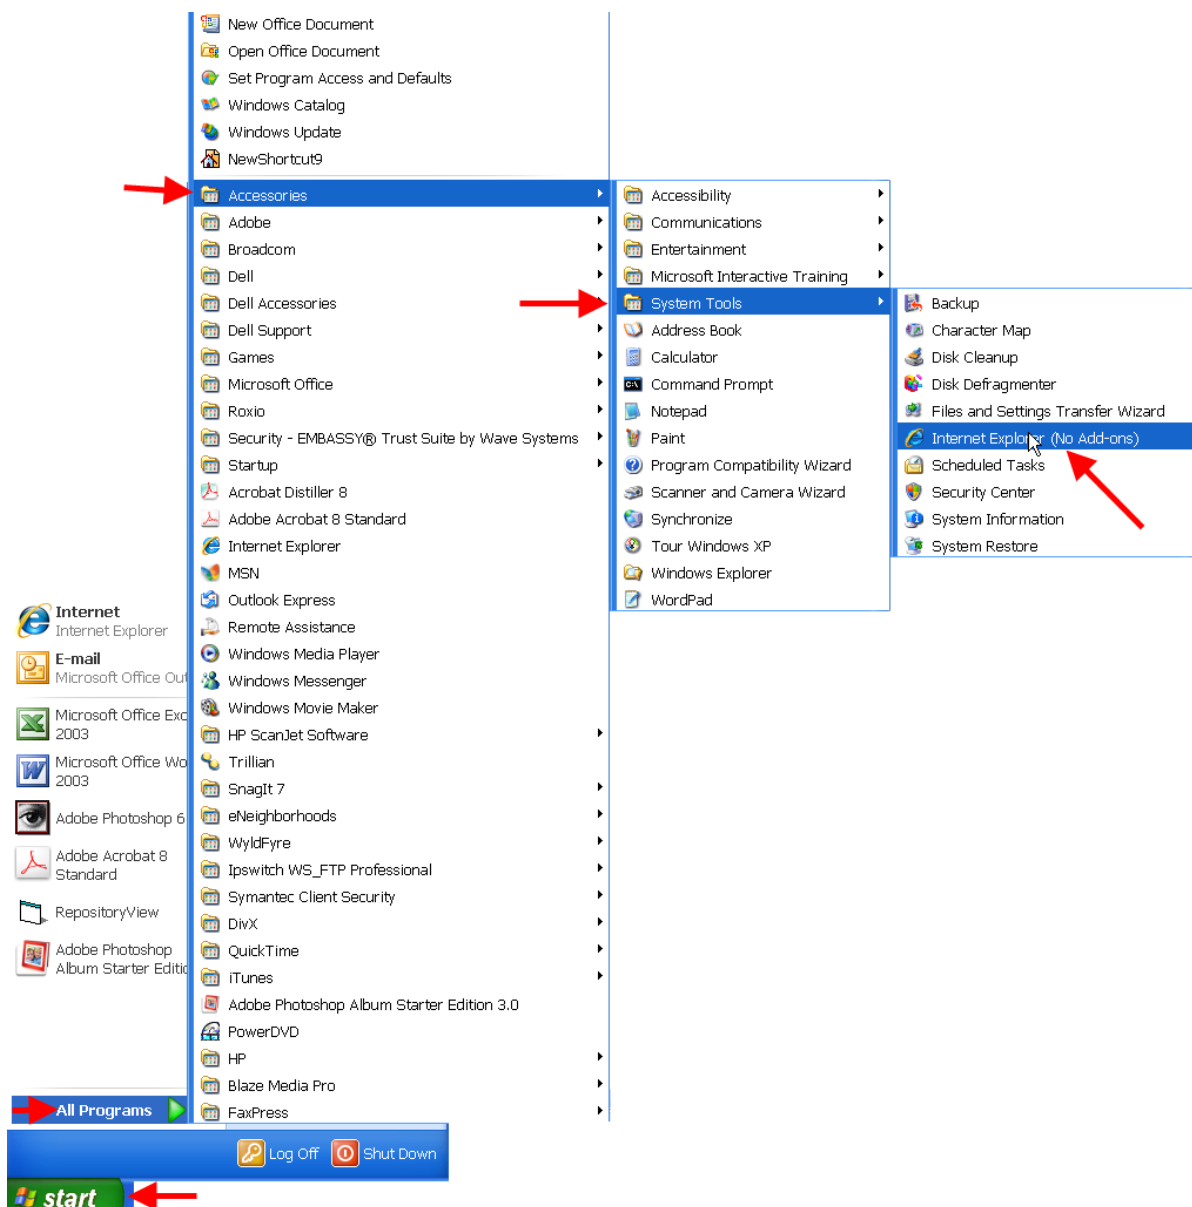 New Office Document
Open Office Document
Set Program Access and Defaults
Windows Catalog
Windows Update
NewShortcut9
Accessories
Adobe
Broadcom
Dell
Dell Accessories
Dell Support
Games
Microsoft Office
Roxio
Security - EMBASSY® Trust Suite by Wave Systems
Startup
Acrobat Distiller 8
Adobe Acrobat 8 Standard
Internet Explorer
MSN
Outlook Express
Remote Assistance
Windows Media Player
Windows Messenger
Windows Movie Maker
HP ScanJet Software
Trillian
SnagIt 7
eNeighborhoods
WyldFyre
Ipswitch WS_FTP Professional
Symantec Client Security
DivX
QuickTime
iTunes
Adobe Photoshop Album Starter Edition 3.0
PowerDVD
HP
Blaze Media Pro
FaxPress
Accessibility
Communications
Entertainment
Microsoft Interactive Training
System Tools
Address Book
Calculator
Command Prompt
Notepad
Paint
Program Compatibility Wizard
Scanner and Camera Wizard
Synchronize
Tour Windows XP
Windows Explorer
WordPad
Backup
Character Map
Disk Cleanup
Disk Defragmenter
Files and Settings Transfer Wizard
Internet Explorer (No Add-ons)
Scheduled Tasks
Security Center
System Information
System Restore
Internet
Internet Explorer
E-mail
Microsoft Office Out
Microsoft Office Exc
2003
Microsoft Office Wo
2003
Adobe Photoshop 6
Adobe Acrobat 8
Standard
RepositoryView
Adobe Photoshop
Album Starter Editio
All Programs
Log Off
Shut Down
start